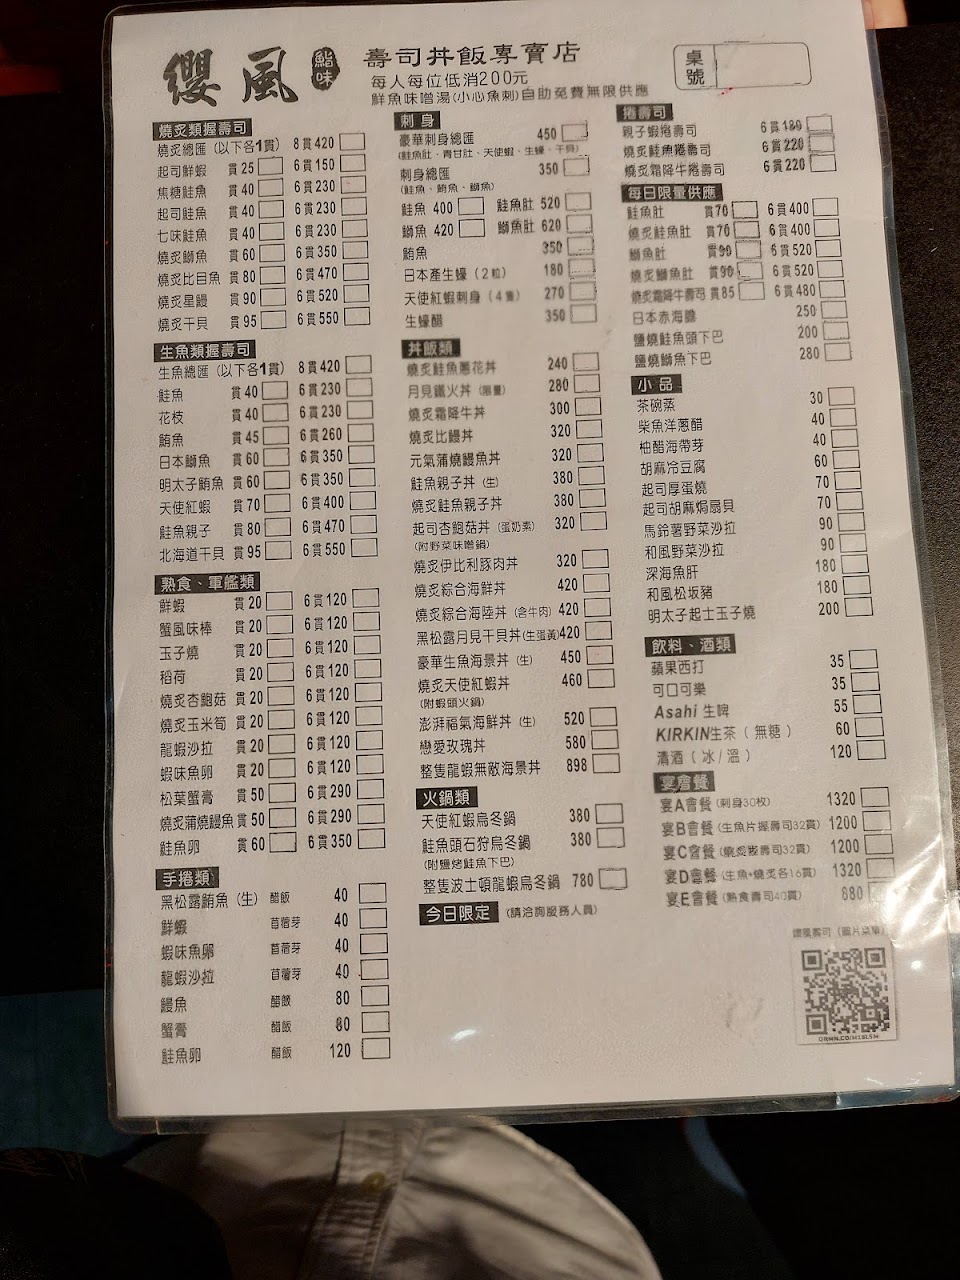 纓風
鮨味
壽司丼飯專賣店
每人每位低消200元
鮮魚味噌湯(小心魚刺)自助免費無限供應
桌號
燒炙類握壽司
燒炙總匯 (以下各1貫) 8貫420
起司鮮蝦 貫25 6貫150
焦糖鮭魚 貫40 6貫230
起司鮭魚 貫40 6貫230
七味鮭魚 貫40 6貫230
燒炙鰤魚 貫60 6貫350
燒炙比目魚 貫80 6貫470
燒炙星鰻 貫90 6貫520
燒炙干貝 貫95 6貫550
生魚類握壽司
生魚總匯 (以下各1貫) 8貫420
鮭魚 貫40 6貫230
花枝 貫40 6貫230
鮪魚 貫45 6貫260
日本鰤魚 貫60 6貫350
明太子鮪魚 貫60 6貫350
天使紅蝦 貫70 6貫400
鮭魚親子 貫80 6貫470
北海道干貝 貫95 6貫550
熟食、軍艦類
鮮蝦 貫20 6貫120
蟹風味棒 貫20 6貫120
玉子燒 貫20 6貫120
稻荷 貫20 6貫120
燒炙杏鮑菇 貫20 6貫120
燒炙玉米筍 貫20 6貫120
龍蝦沙拉 貫20 6貫120
蝦味魚卵 貫20 6貫120
松葉蟹膏 貫50 6貫290
燒炙蒲燒鰻魚 貫50 6貫290
鮭魚卵 貫60 6貫350
手捲類
黑松露鮪魚 (生) 醋飯 40
鮮蝦 苜蓿芽 40
蝦味魚卵 苜蓿芽 40
龍蝦沙拉 苜蓿芽 40
鰻魚 醋飯 80
蟹膏 醋飯 80
鮭魚卵 醋飯 120
刺身
豪華刺身總匯 450
(鮭魚肚、青甘肚、天使蝦、生蠔、干貝)
刺身總匯 350
(鮭魚、鮪魚、鰤魚)
鮭魚 400 鮭魚肚 520
鰤魚 420 鰤魚肚 620
鮪魚 350
日本產生蠔 (2粒) 180
天使紅蝦刺身 (4隻) 270
生蠔醋 350
丼飯類
燒炙鮭魚蔥花丼 240
月見鐵火丼 (限量) 280
燒炙霜降牛丼 300
燒炙比鰻丼 320
元氣蒲燒鰻魚丼 320
鮭魚親子丼 (生) 380
燒炙鮭魚親子丼 380
起司杏鮑菇丼 (蛋奶素) 320
(附野菜味噌鍋)
燒炙伊比利豚肉丼 320
燒炙綜合海鮮丼 420
燒炙綜合海陸丼 (含牛肉) 420
黑松露月見干貝丼(生蛋黃) 420
豪華生魚海景丼 (生) 450
燒炙天使紅蝦丼 460
(附蝦頭火鍋)
澎湃福氣海鮮丼 (生) 520
戀愛玫瑰丼 580
整隻龍蝦無敵海景丼 898
火鍋類
天使紅蝦烏冬鍋 380
鮭魚頭石狩烏冬鍋 380
(附鹽烤鮭魚下巴)
整隻波士頓龍蝦烏冬鍋 780
今日限定 (請洽詢服務人員)
捲壽司
親子蝦捲壽司 6貫180
燒炙鮭魚捲壽司 6貫220
燒炙霜降牛捲壽司 6貫220
每日限量供應
鮭魚肚 貫70 6貫400
燒炙鮭魚肚 貫70 6貫400
鰤魚肚 貫90 6貫520
燒炙鰤魚肚 貫90 6貫520
燒炙霜降牛壽司 貫85 6貫480
日本赤海膽 250
鹽燒鮭魚頭下巴 200
鹽燒鰤魚下巴 280
小品
茶碗蒸 30
柴魚洋蔥醋 40
柚醋海帶芽 40
胡麻冷豆腐 60
起司厚蛋燒 70
起司胡麻焗扇貝 70
馬鈴薯野菜沙拉 90
和風野菜沙拉 90
深海魚肝 180
和風松坂豬 180
明太子起士玉子燒 200
飲料、酒類
蘋果西打 35
可口可樂 35
Asahi 生啤 55
KIRKIN生茶 (無糖) 60
清酒 (冰/溫) 120
宴會餐
宴A會餐 (刺身30枚) 1320
宴B會餐 (生魚片握壽司32貫) 1200
宴C會餐 (燒炙握壽司32貫) 1200
宴D會餐 (生魚+燒炙各16貫) 1320
宴E會餐 (熟食壽司40貫) 880
纓風壽司 (圖片菜單)